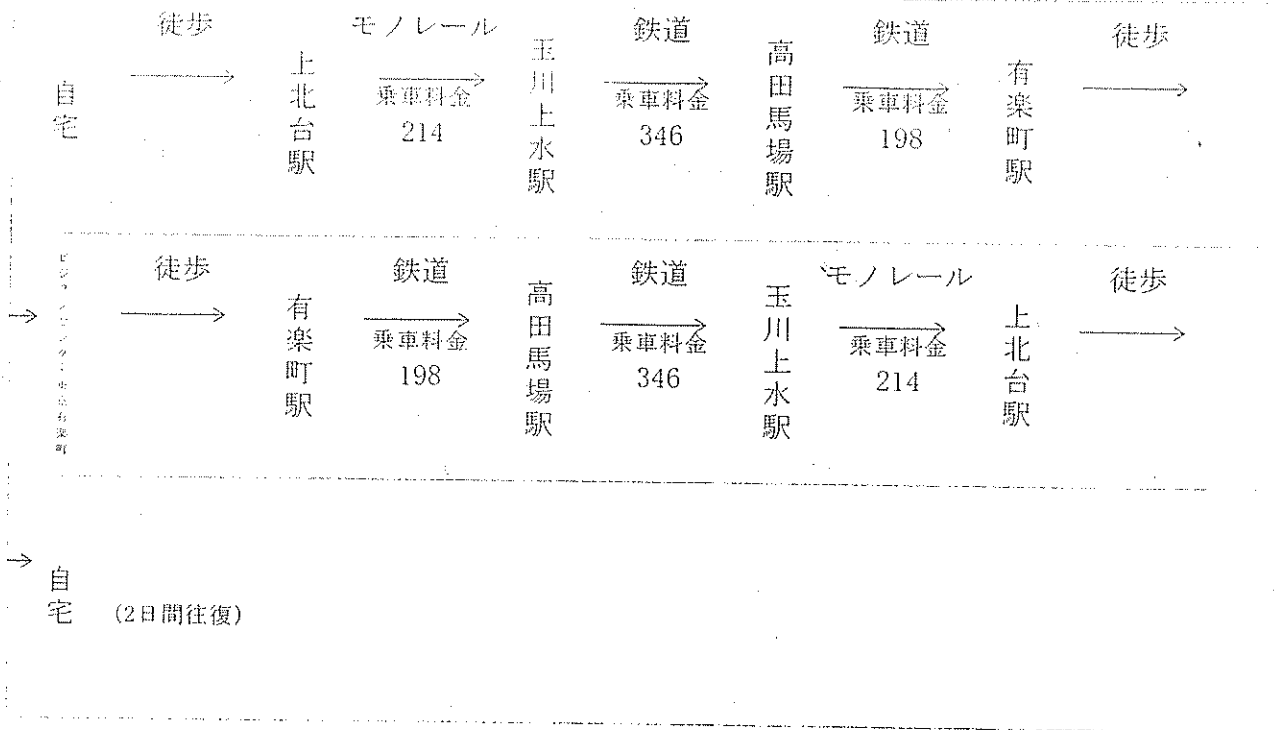 徒歩 モノレール 鉄道 鉄道 徒歩
自宅 → 上北台駅 → 玉川上水駅 → 高田馬場駅 → 有楽町駅 →
乗車料金 乗車料金 乗車料金
214 346 198
徒歩 鉄道 鉄道 モノレール 徒歩
→ → 有楽町駅 → 高田馬場駅 → 玉川上水駅 → 上北台駅 →
乗車料金 乗車料金 乗車料金
198 346 214
→ 自宅 (2日間往復)